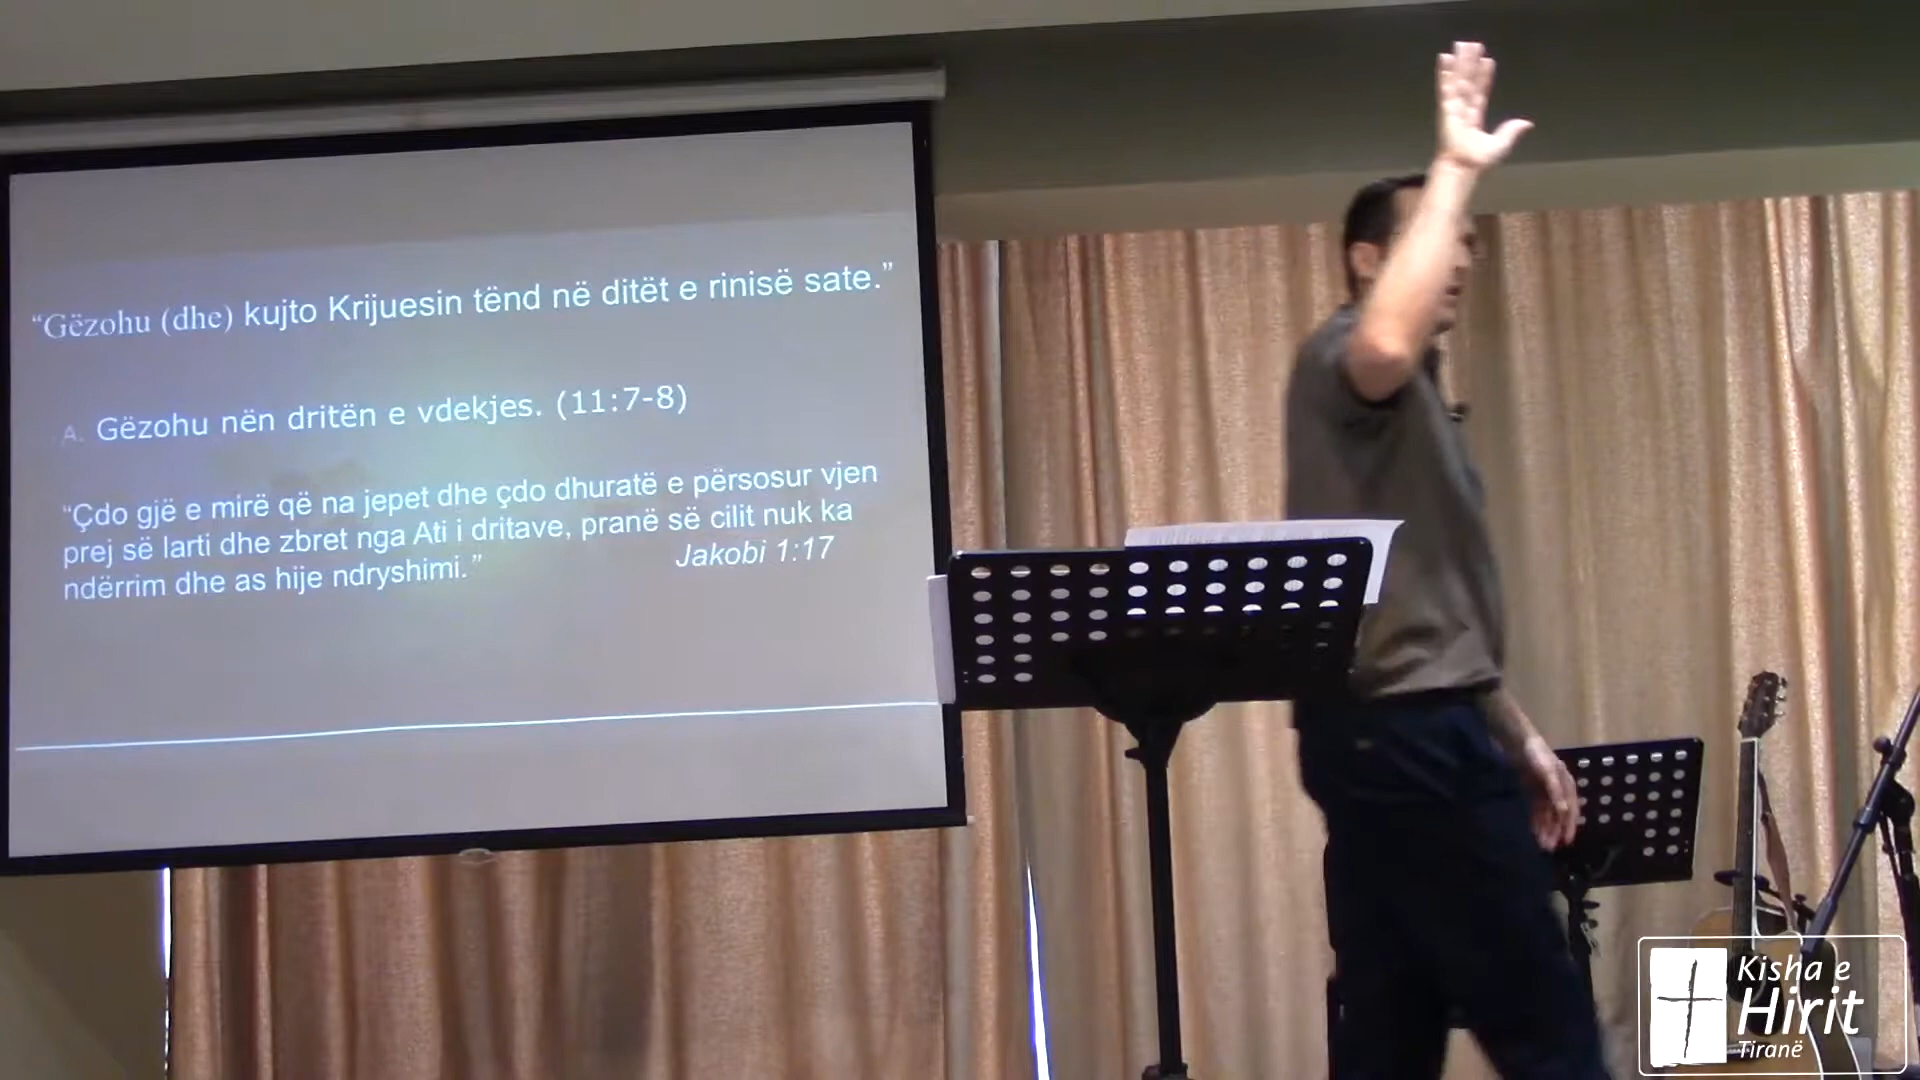 “Gëzohu (dhe) kujto Krijuesin tënd në ditët e rinisë sate.”
A. Gëzohu nën dritën e vdekjes. (11:7-8)
“Çdo gjë e mirë që na jepet dhe çdo dhuratë e përsosur vjen
prej së larti dhe zbret nga Ati i dritave, pranë së cilit nuk ka
ndërrim dhe as hije ndryshimi.”
Jakobi 1:17
Kisha e
Hirit
Tiranë